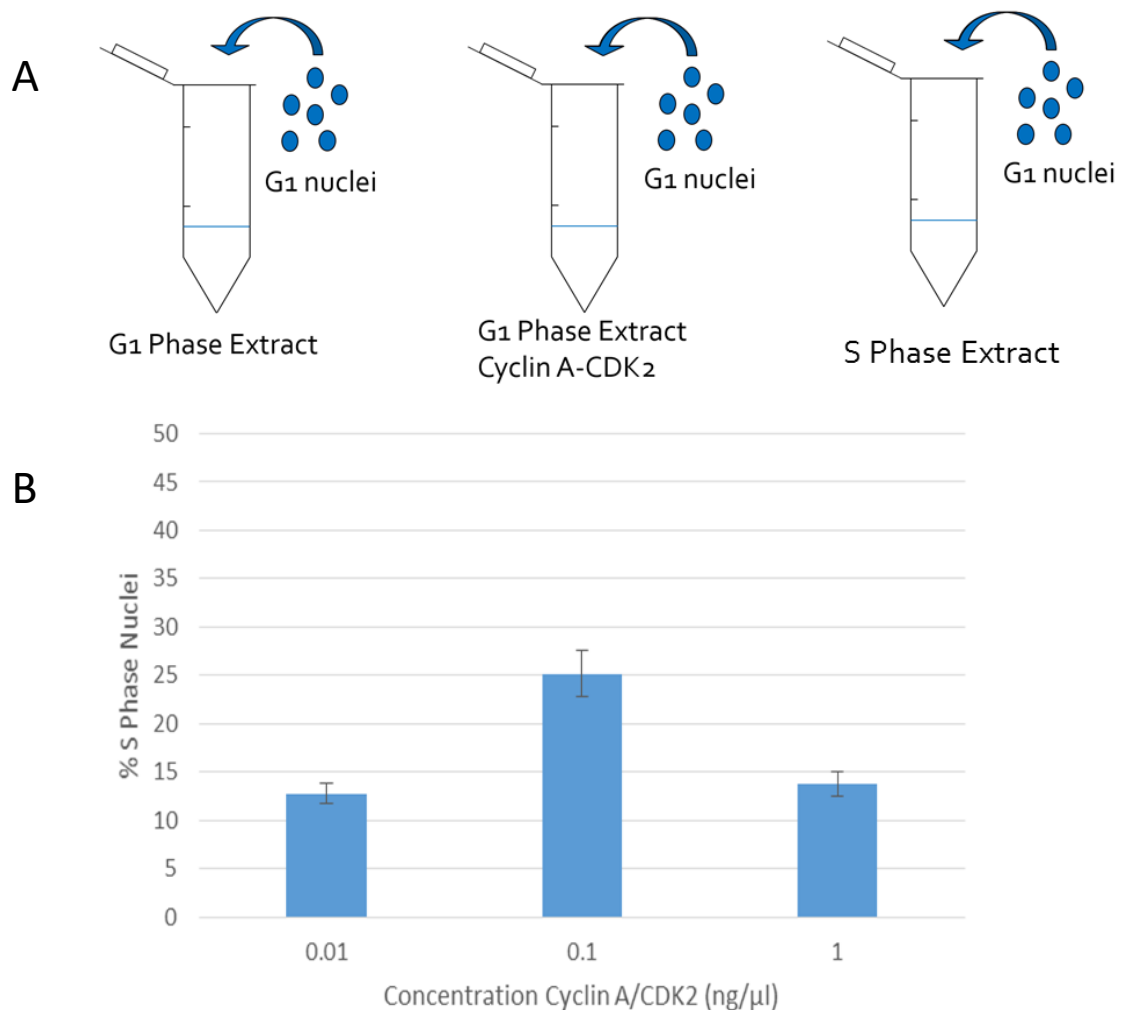 A
G1 nuclei
G1 nuclei
G1 nuclei
G1 Phase Extract
G1 Phase Extract
Cyclin A-CDK2
S Phase Extract
B
50
45
40
35
30
25
20
15
10
5
0
% S Phase Nuclei
0.01
0.1
1
Concentration Cyclin A/CDK2 (ng/µl)